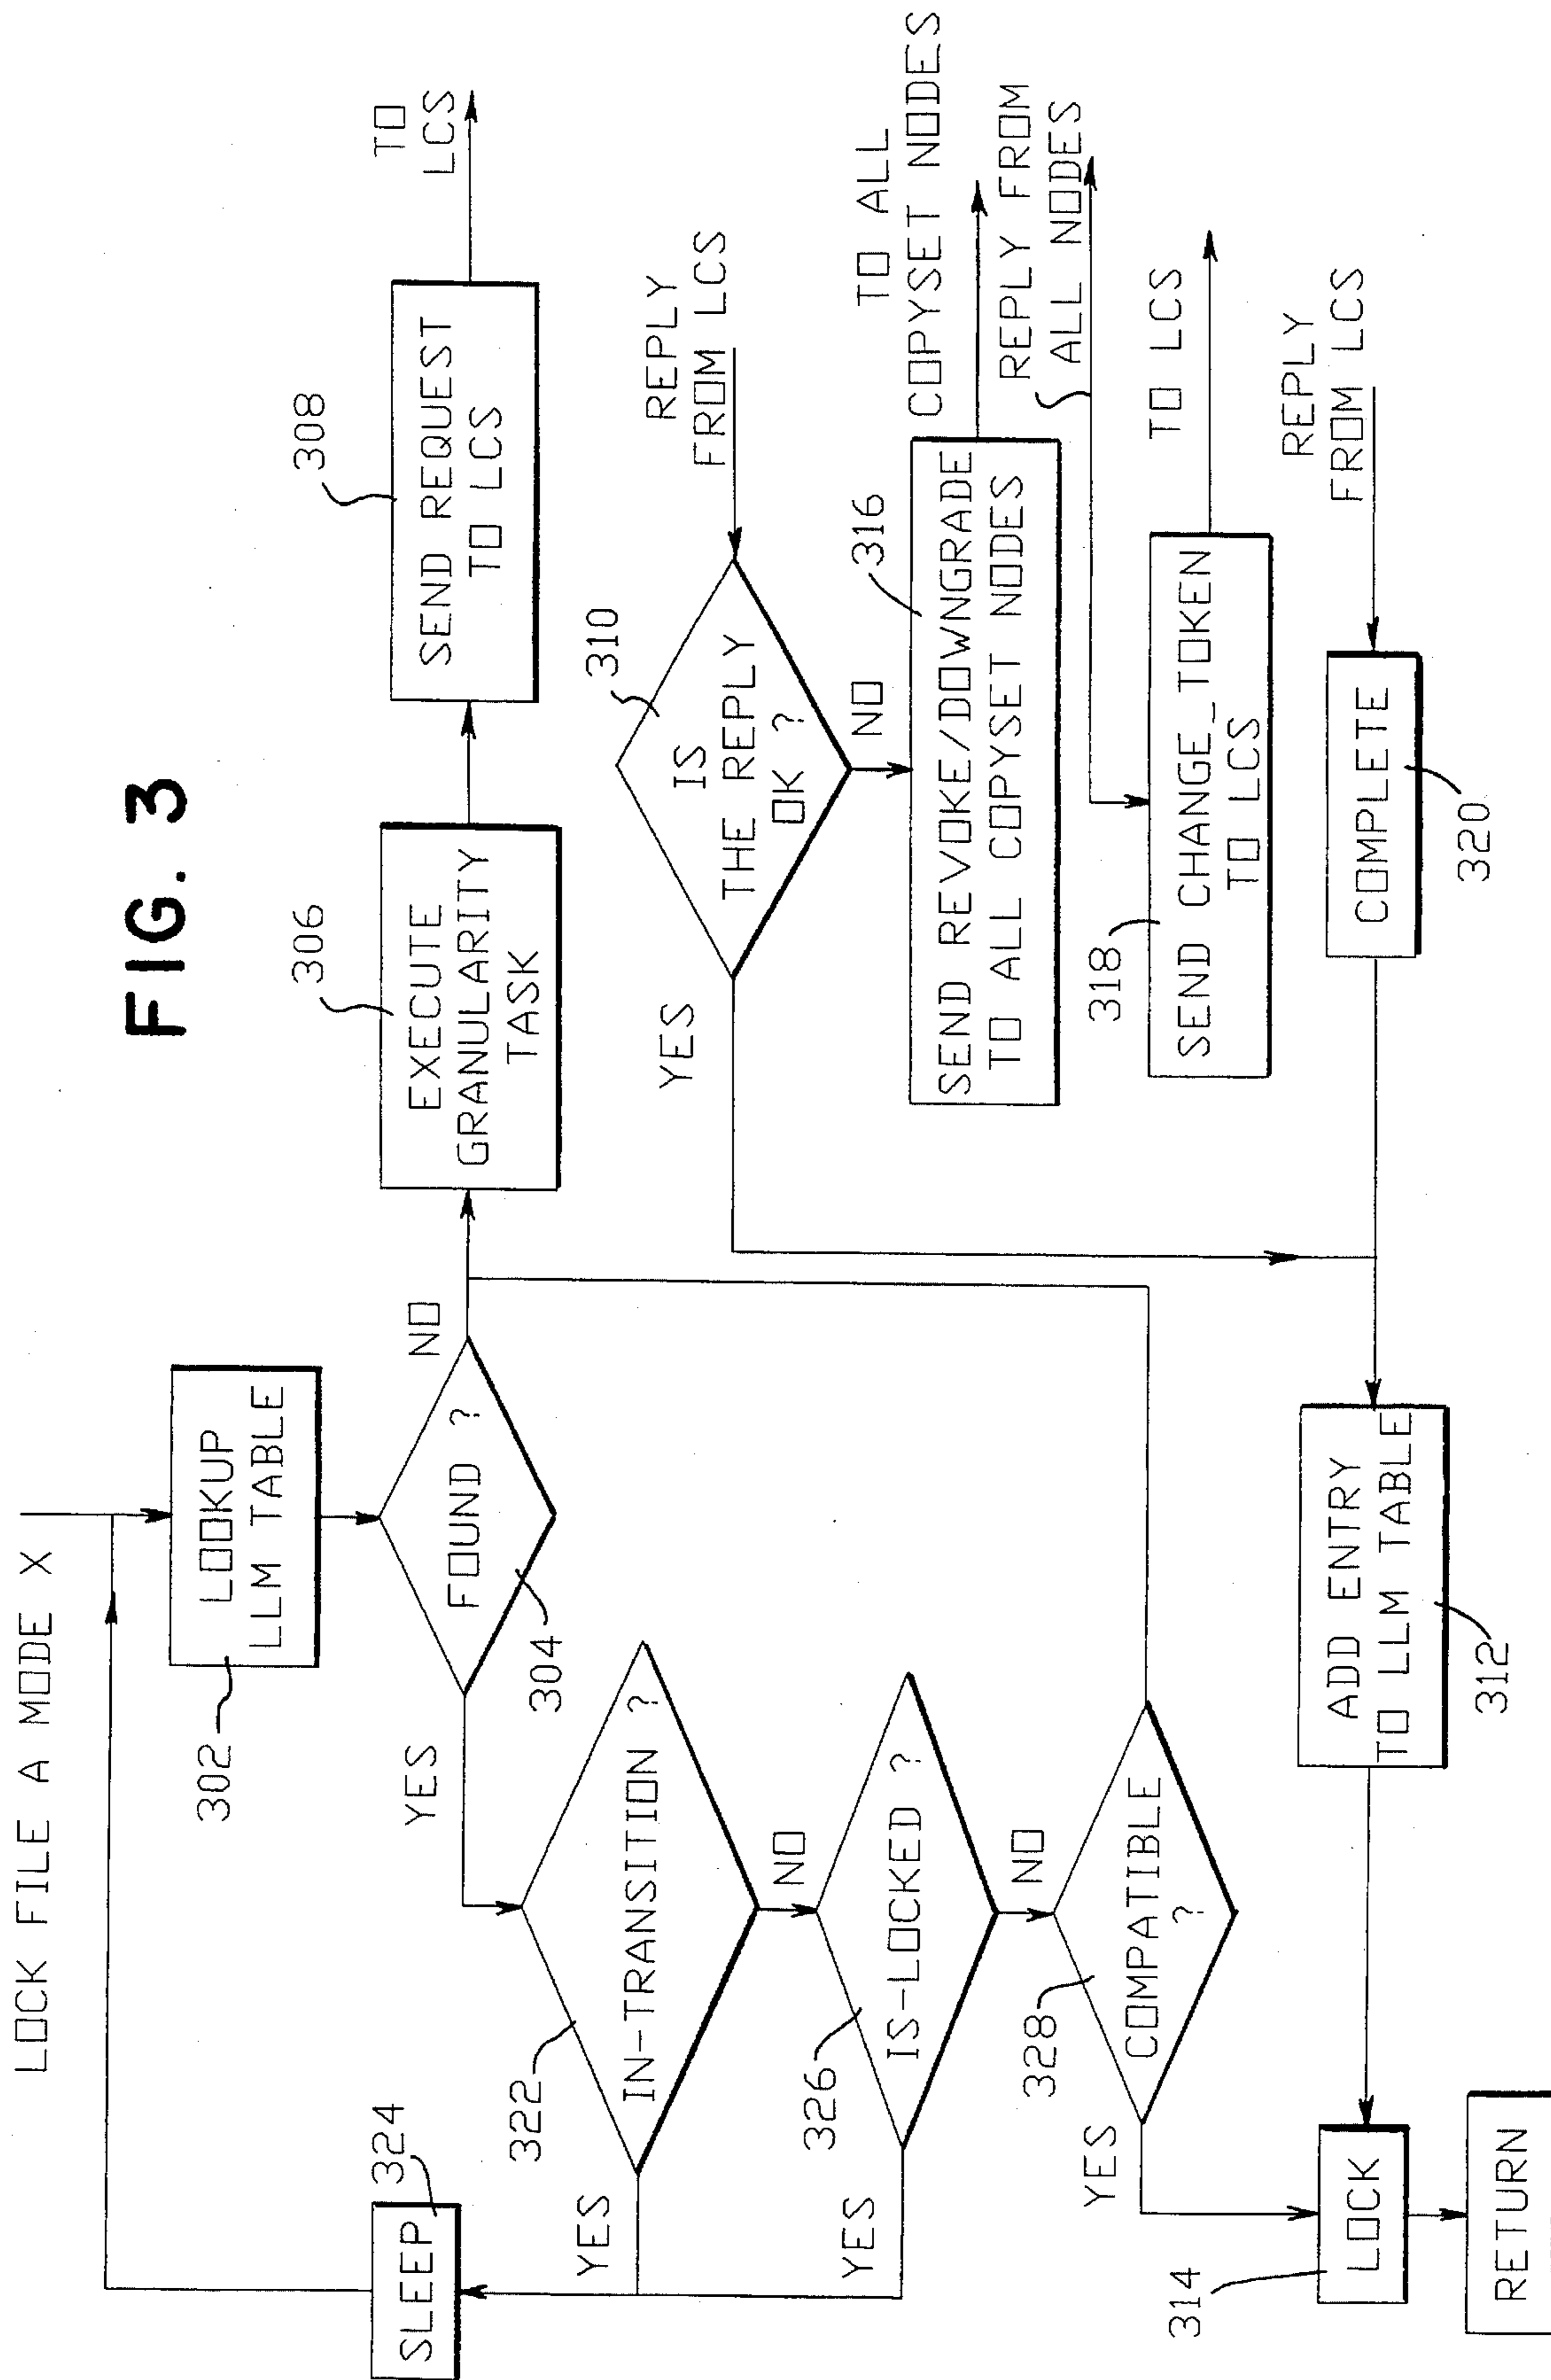 FIG. 3
LOCK FILE A MODE X
302
LOOKUP
LLM TABLE
FOUND ?
304
NO
YES
306
EXECUTE
GRANULARITY
TASK
308
SEND REQUEST
TO LCS
TO
LCS
324
SLEEP
322
IN-TRANSITION ?
YES
NO
326
IS-LOCKED ?
YES
NO
328
COMPATIBLE
?
YES
310
IS
THE REPLY
OK ?
REPLY
FROM LCS
YES
NO
316
SEND REVOKE/DOWNGRADE
TO ALL COPYSET NODES
TO ALL
COPYSET NODES
REPLY FROM
ALL NODES
318
SEND CHANGE_TOKEN
TO LCS
TO LCS
REPLY
FROM LCS
COMPLETE
320
ADD ENTRY
TO LLM TABLE
312
314
LOCK
RETURN